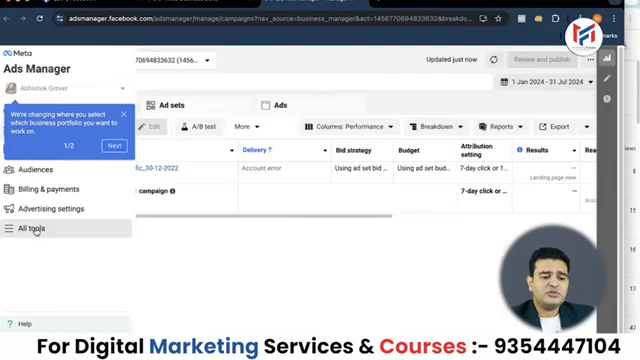 adsmanager.facebook.com/adsmanager/manage/campaigns?nav_source=business_manager&act=1456770694833632&breakdo...
Meta
Ads Manager
Abhishek Grover
70694833632 (...
Updated just now
Review and publish
1 Jan 2024 – 31 Jul 2024
We're changing where you select
which business portfolio you want to
work on.
1/2
Next
Ad sets
Ads
Edit
A/B test
More
Columns: Performance
Breakdown
Reports
Export
Delivery ↑
Bid strategy
Budget
Attribution
setting
Results
Rea
fic_30-12-2022
Account error
Using ad set bid ...
Using ad set bud...
7-day click or ...
Landing page view
campaign
7-day click or ...
Audiences
Billing & payments
Advertising settings
All tools
Help
For Digital Marketing Services & Courses :- 9354447104